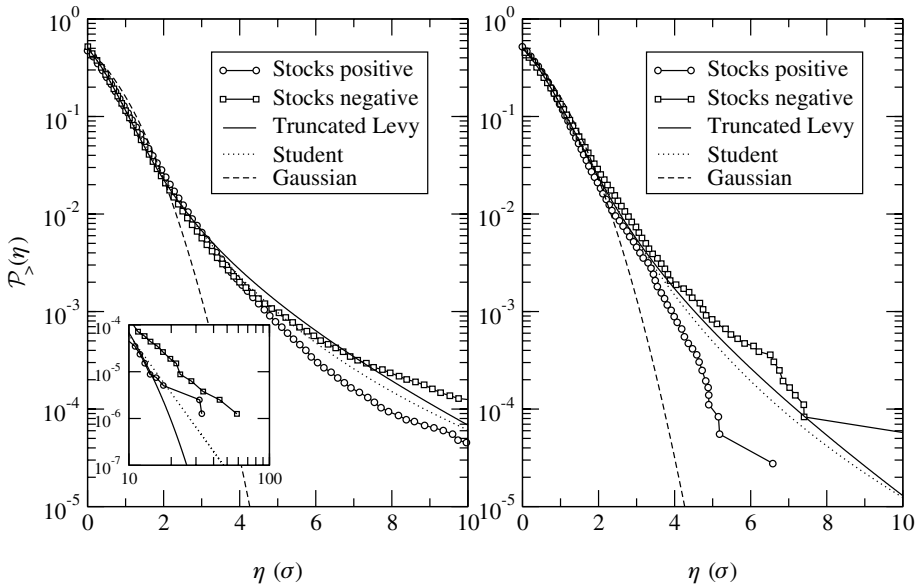 10^0
10^-1
10^-2
10^-3
10^-4
10^-5
P_>(η)
Stocks positive
Stocks negative
Truncated Levy
Student
Gaussian
10^-4
10^-5
10^-6
10^-7
10 100
0 2 4 6 8 10
η (σ)
10^0
10^-1
10^-2
10^-3
10^-4
10^-5
Stocks positive
Stocks negative
Truncated Levy
Student
Gaussian
0 2 4 6 8 10
η (σ)